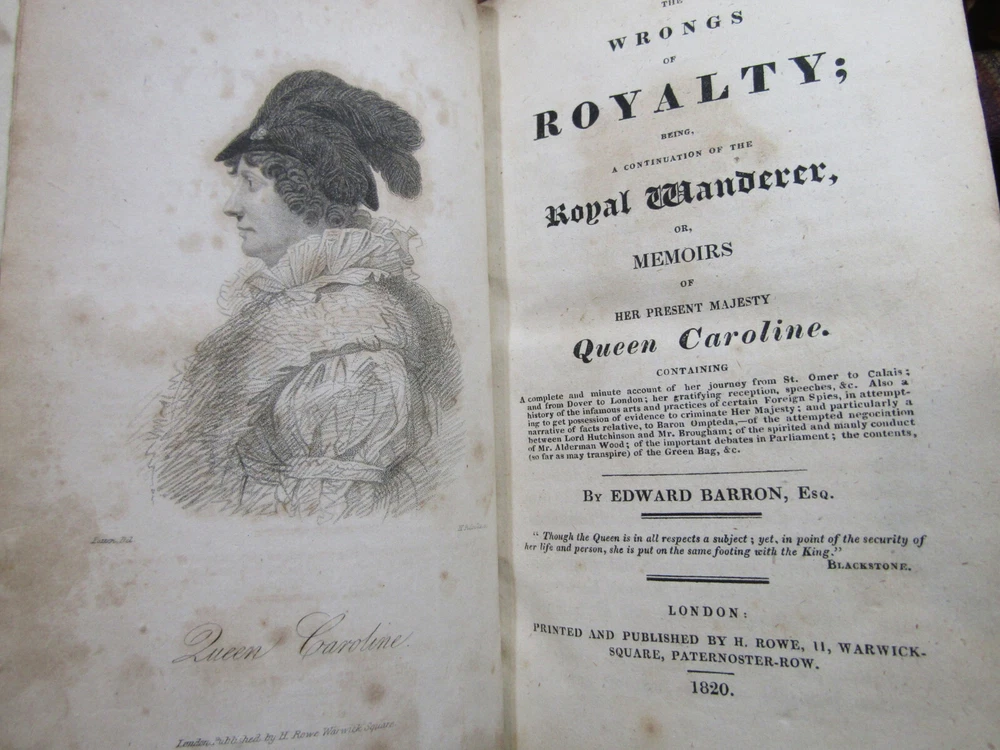 Queen Caroline.
London, Published by H. Rowe Warwick Square
THE
WRONGS
OF
ROYALTY;
BEING,
A CONTINUATION OF THE
Royal Wanderer,
OR,
MEMOIRS
OF
HER PRESENT MAJESTY
Queen Caroline.
CONTAINING
A complete and minute account of her journey from St. Omer to Calais;
and from Dover to London; her gratifying reception, speeches, &c. Also a
history of the infamous arts and practices of certain Foreign Spies, in attempt-
ing to get possession of evidence to criminate Her Majesty; and particularly a
narrative of facts relative, to Baron Ompteda,—of the attempted negociation
between Lord Hutchinson and Mr. Brougham; of the spirited and manly conduct
of Mr. Alderman Wood; of the important debates in Parliament; the contents,
(so far as may transpire) of the Green Bag, &c.
BY EDWARD BARRON, ESQ.
"Though the Queen is in all respects a subject; yet, in point of the security of
her life and person, she is put on the same footing with the King."
BLACKSTONE.
LONDON:
PRINTED AND PUBLISHED BY H. ROWE, 11, WARWICK-
SQUARE, PATERNOSTER-ROW.
1820.